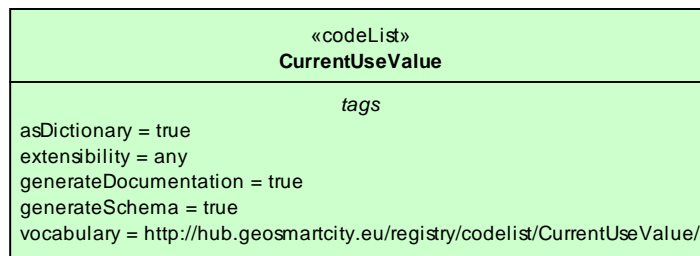 «codeList»
CurrentUseValue
tags
asDictionary = true
extensibility = any
generateDocumentation = true
generateSchema = true
vocabulary = http://hub.geosmartcity.eu/registry/codelist/CurrentUseValue/